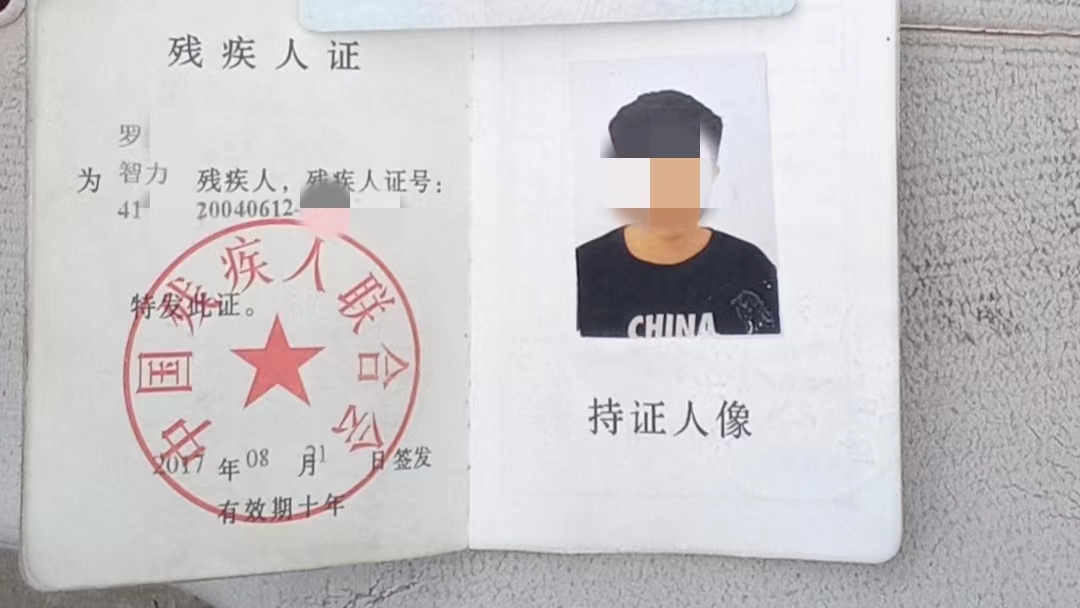 残疾人证
罗
智力
为 残疾人，残疾人证号：
41 20040612
特发此证。
中国残疾人联合会
2017 年 08 月 21 日签发
有效期十年
CHINA
持证人像